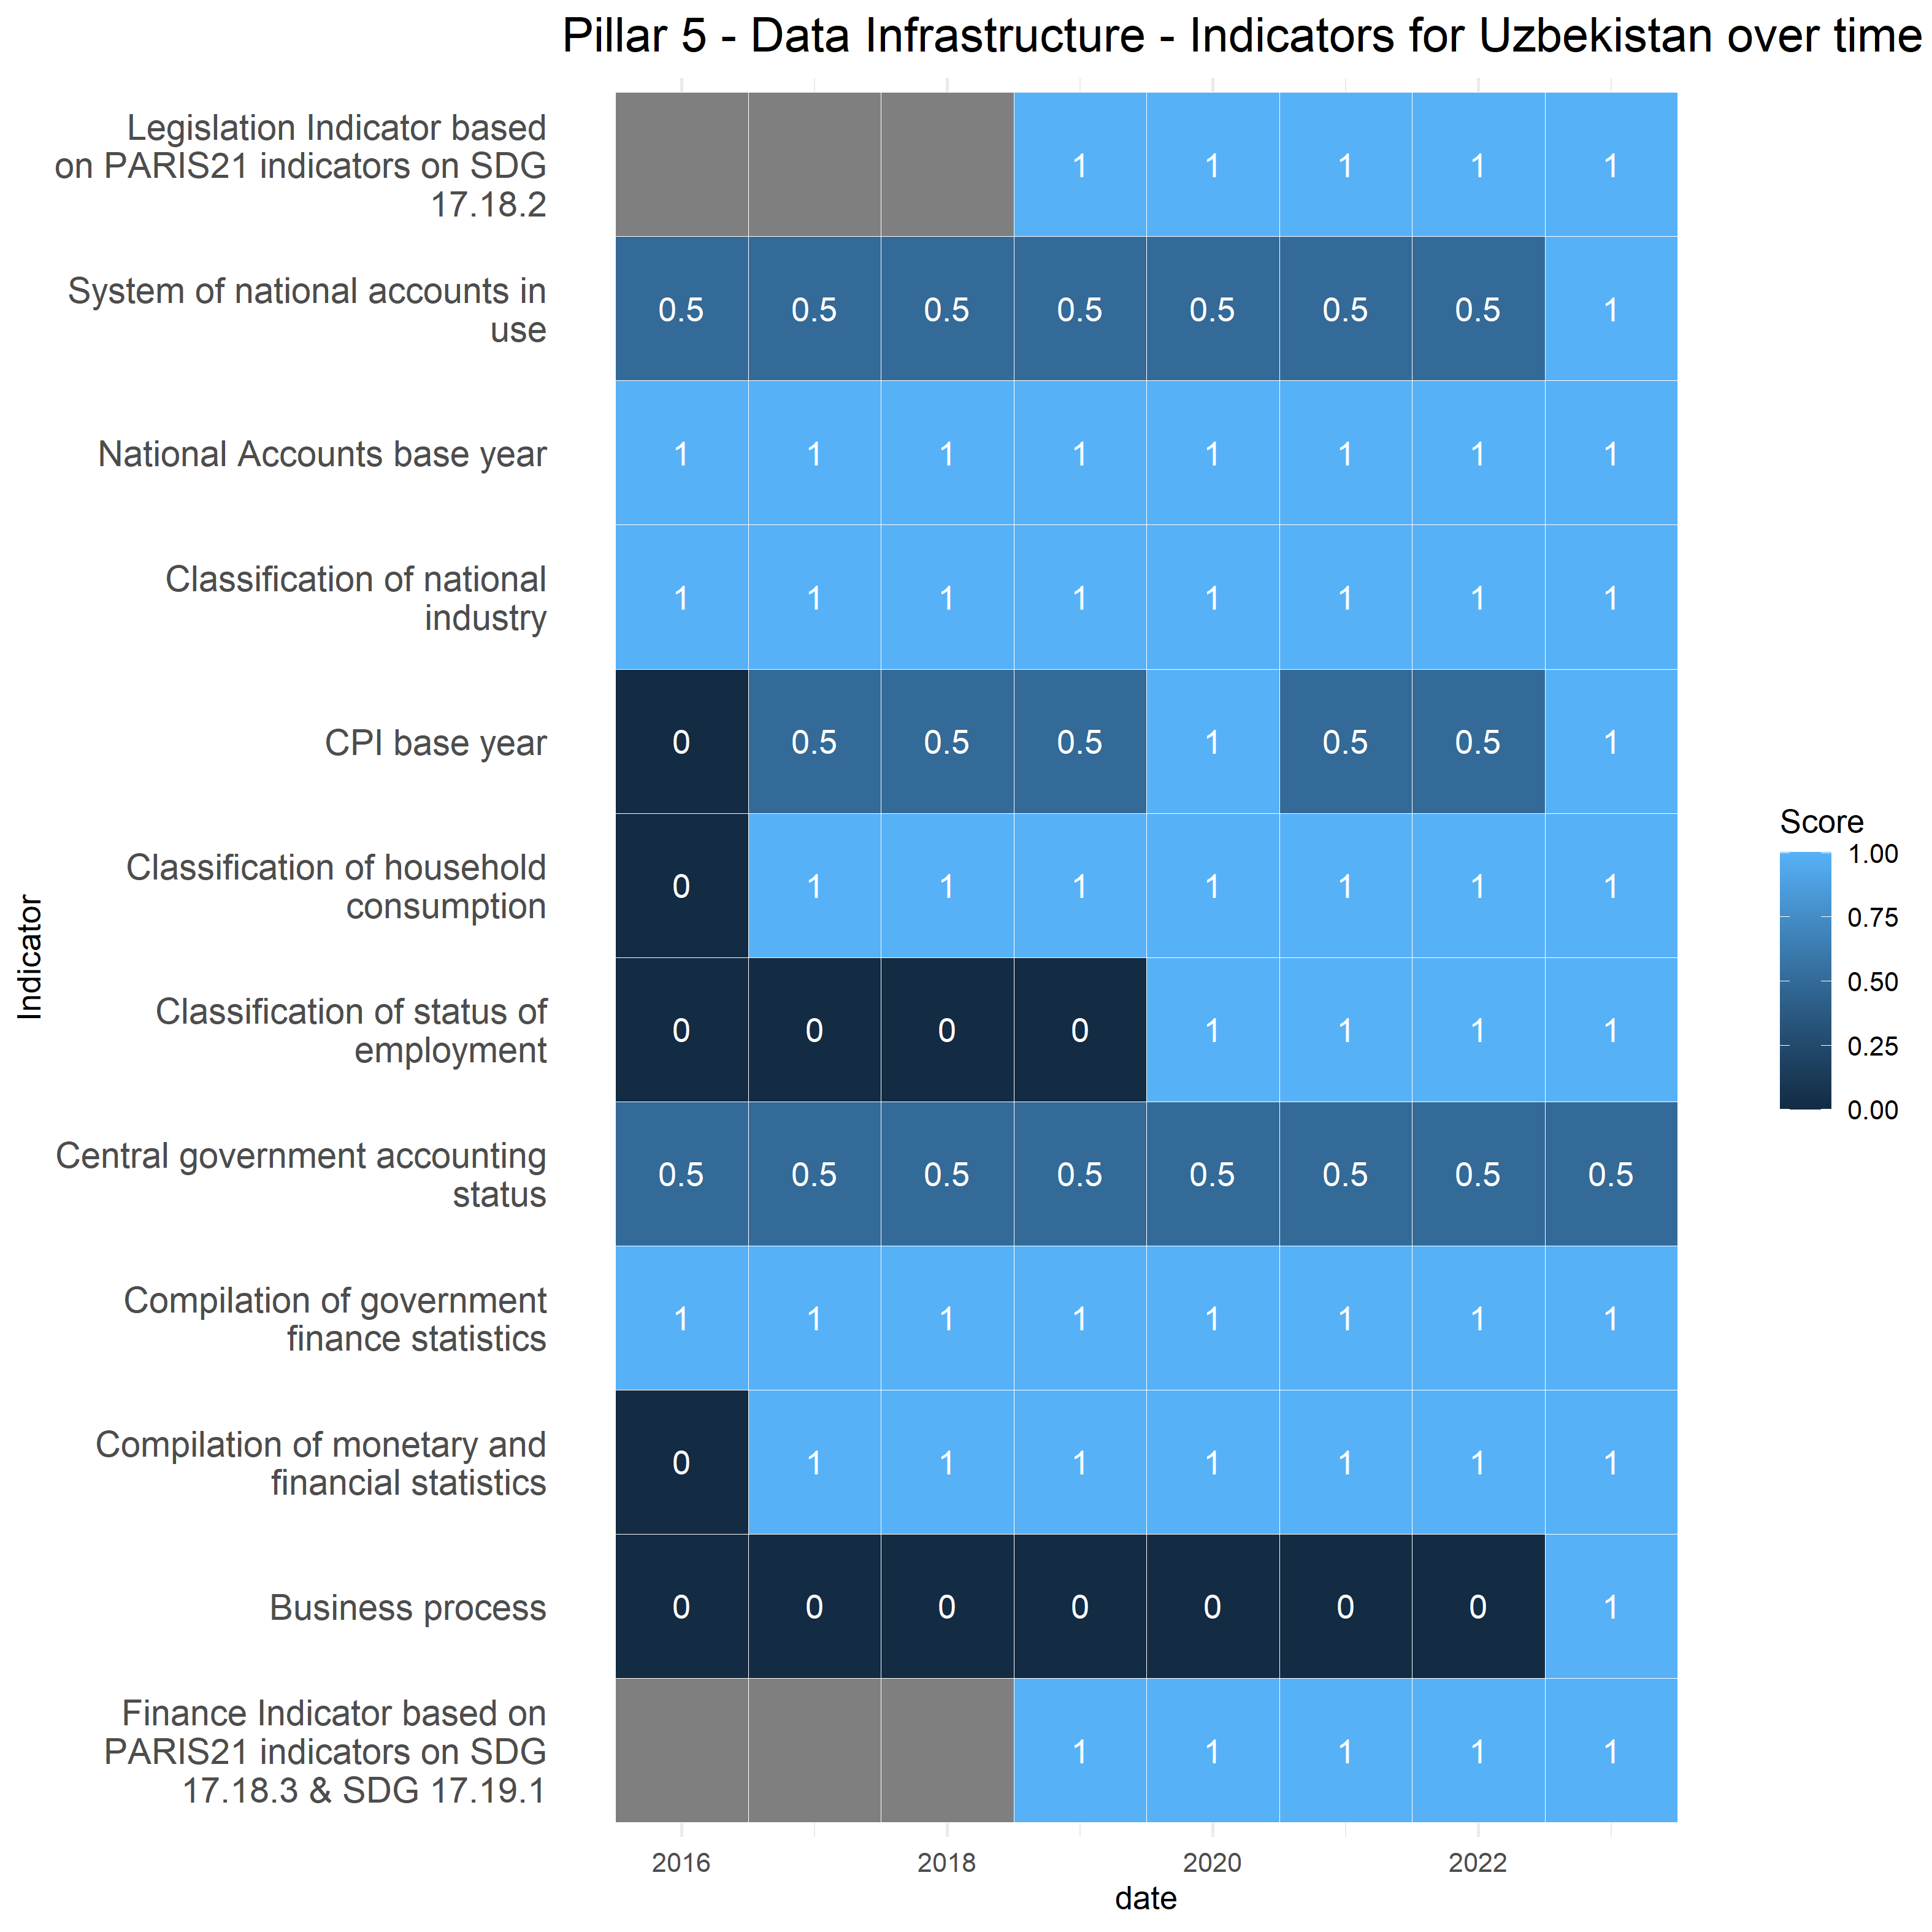 Pillar 5 - Data Infrastructure - Indicators for Uzbekistan over time
Indicator
Legislation Indicator based
on PARIS21 indicators on SDG
17.18.2
1 1 1 1 1
System of national accounts in
use
0.5 0.5 0.5 0.5 0.5 0.5 0.5 1
National Accounts base year
1 1 1 1 1 1 1 1
Classification of national
industry
1 1 1 1 1 1 1 1
CPI base year
0 0.5 0.5 0.5 1 0.5 0.5 1
Classification of household
consumption
0 1 1 1 1 1 1 1
Classification of status of
employment
0 0 0 0 1 1 1 1
Central government accounting
status
0.5 0.5 0.5 0.5 0.5 0.5 0.5 0.5
Compilation of government
finance statistics
1 1 1 1 1 1 1 1
Compilation of monetary and
financial statistics
0 1 1 1 1 1 1 1
Business process
0 0 0 0 0 0 0 1
Finance Indicator based on
PARIS21 indicators on SDG
17.18.3 & SDG 17.19.1
1 1 1 1 1
2016 2018 2020 2022
date
Score
1.00
0.75
0.50
0.25
0.00